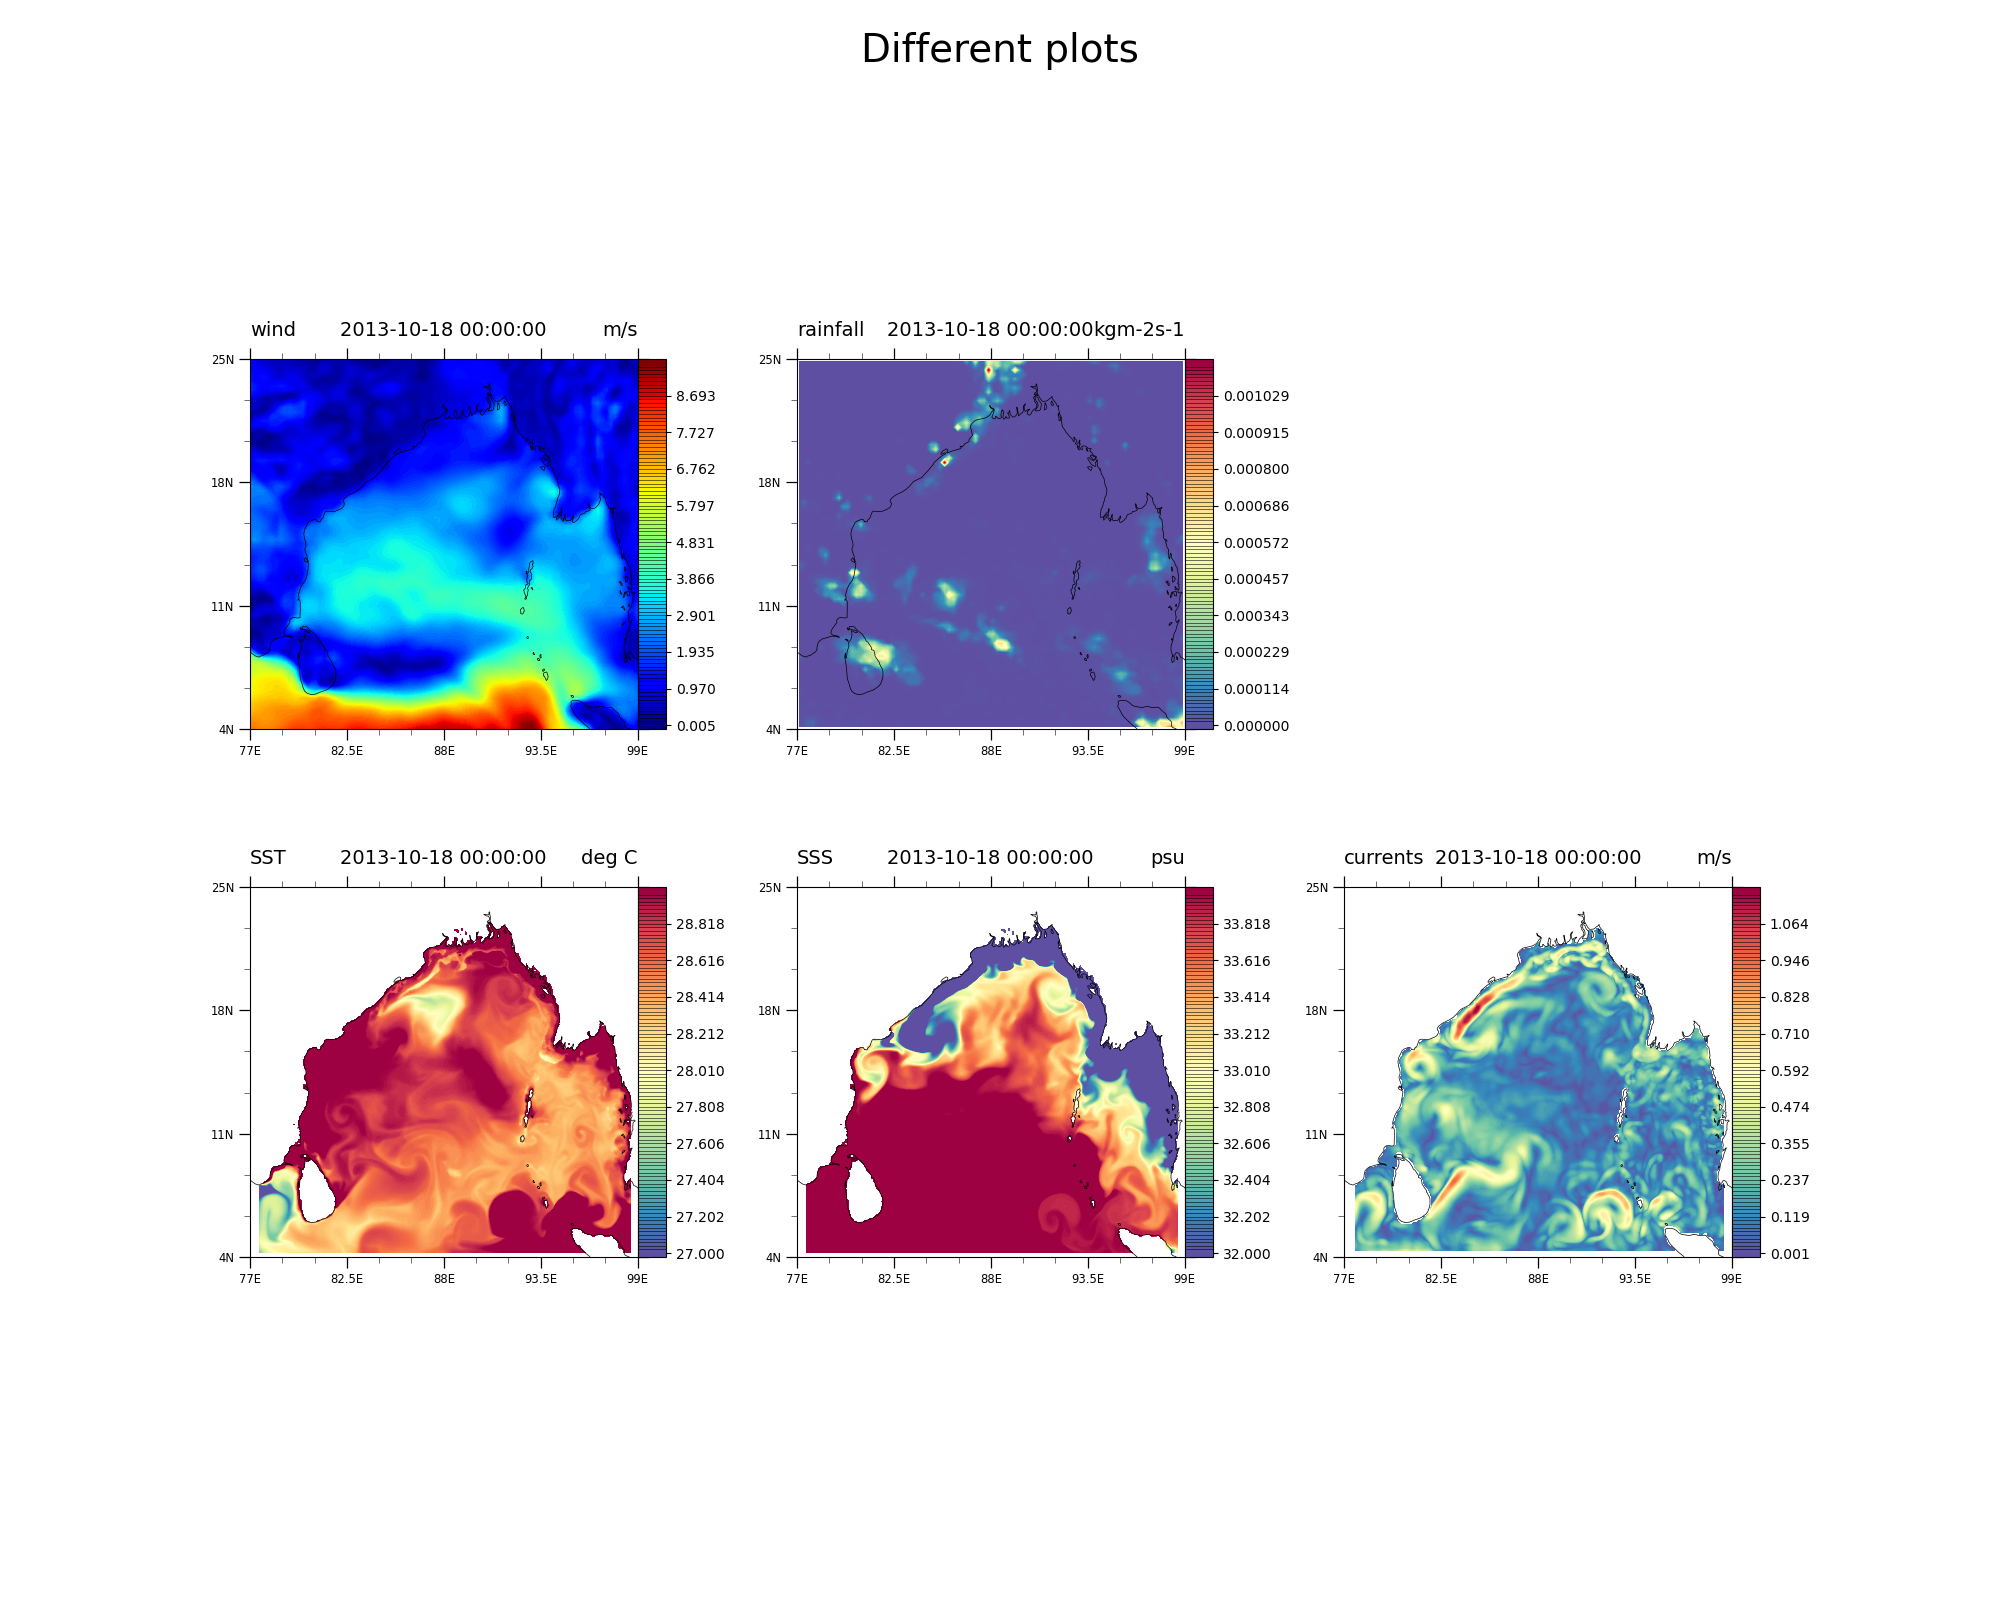 Different plots
wind 2013-10-18 00:00:00 m/s
25N
18N
11N
4N
77E 82.5E 88E 93.5E 99E
8.693
7.727
6.762
5.797
4.831
3.866
2.901
1.935
0.970
0.005
rainfall 2013-10-18 00:00:00 kgm-2s-1
25N
18N
11N
4N
77E 82.5E 88E 93.5E 99E
0.001029
0.000915
0.000800
0.000686
0.000572
0.000457
0.000343
0.000229
0.000114
0.000000
SST 2013-10-18 00:00:00 deg C
25N
18N
11N
4N
77E 82.5E 88E 93.5E 99E
28.818
28.616
28.414
28.212
28.010
27.808
27.606
27.404
27.202
27.000
SSS 2013-10-18 00:00:00 psu
25N
18N
11N
4N
77E 82.5E 88E 93.5E 99E
33.818
33.616
33.414
33.212
33.010
32.808
32.606
32.404
32.202
32.000
currents 2013-10-18 00:00:00 m/s
25N
18N
11N
4N
77E 82.5E 88E 93.5E 99E
1.064
0.946
0.828
0.710
0.592
0.474
0.355
0.237
0.119
0.001